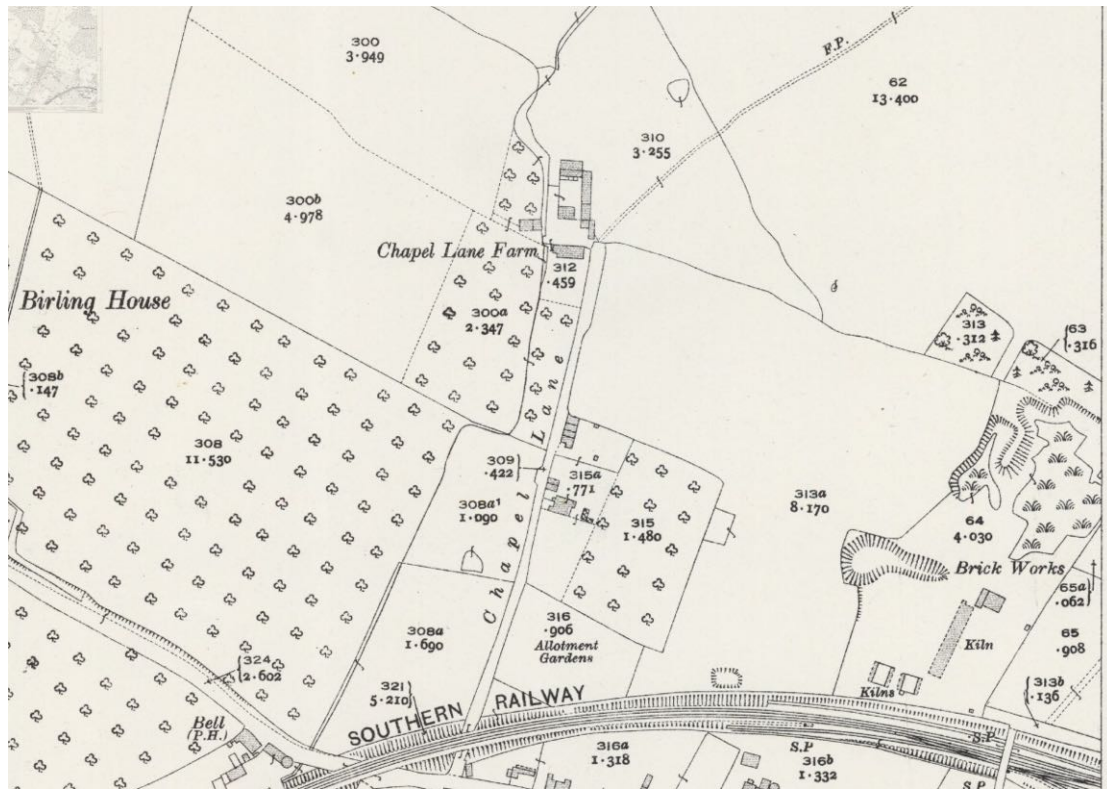 300
3·949
F.P.
62
13·400
310
3·255
300b
4·978
Chapel Lane Farm
312
·459
Birling House
300a
2·347
313
·312
63
·316
308b
·147
308
11·530
Chapel Lane
309
·422
315a
·771
308a¹
1·090
315
1·480
313a
8·170
64
4·030
Brick Works
65a
·062
316
·906
Allotment
Gardens
308a
1·690
Kiln
65
·908
324
2·602
321
5·210
Kilns
313b
·136
SOUTHERN RAILWAY
Bell
(P.H.)
S.P.
316a
1·318
S.P
316b
1·332
S.P.